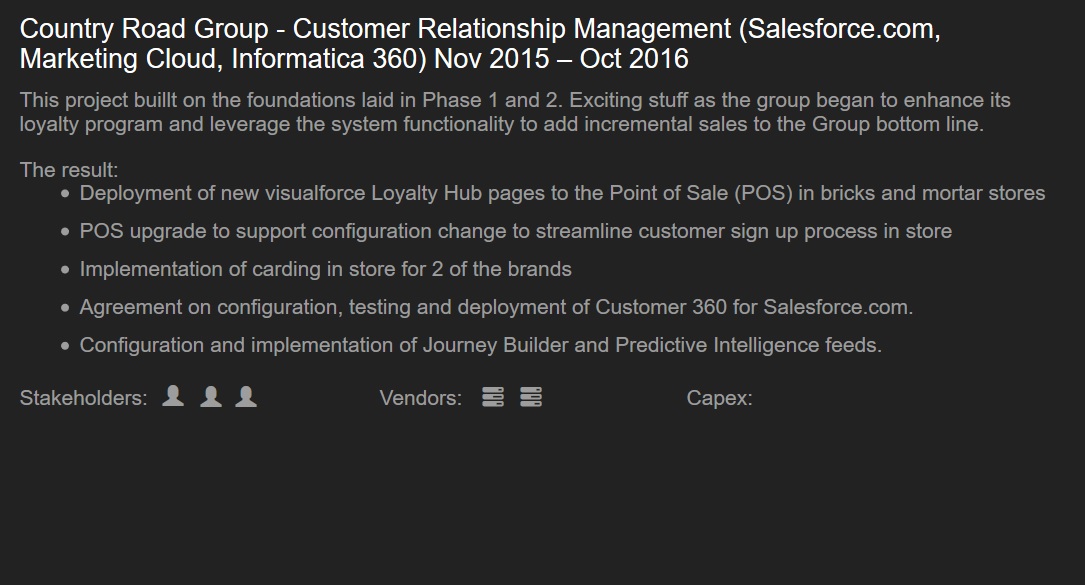 Country Road Group - Customer Relationship Management (Salesforce.com,
Marketing Cloud, Informatica 360) Nov 2015 – Oct 2016
This project buillt on the foundations laid in Phase 1 and 2. Exciting stuff as the group began to enhance its
loyalty program and leverage the system functionality to add incremental sales to the Group bottom line.
The result:
• Deployment of new visualforce Loyalty Hub pages to the Point of Sale (POS) in bricks and mortar stores
• POS upgrade to support configuration change to streamline customer sign up process in store
• Implementation of carding in store for 2 of the brands
• Agreement on configuration, testing and deployment of Customer 360 for Salesforce.com.
• Configuration and implementation of Journey Builder and Predictive Intelligence feeds.
Stakeholders: Vendors: Capex: